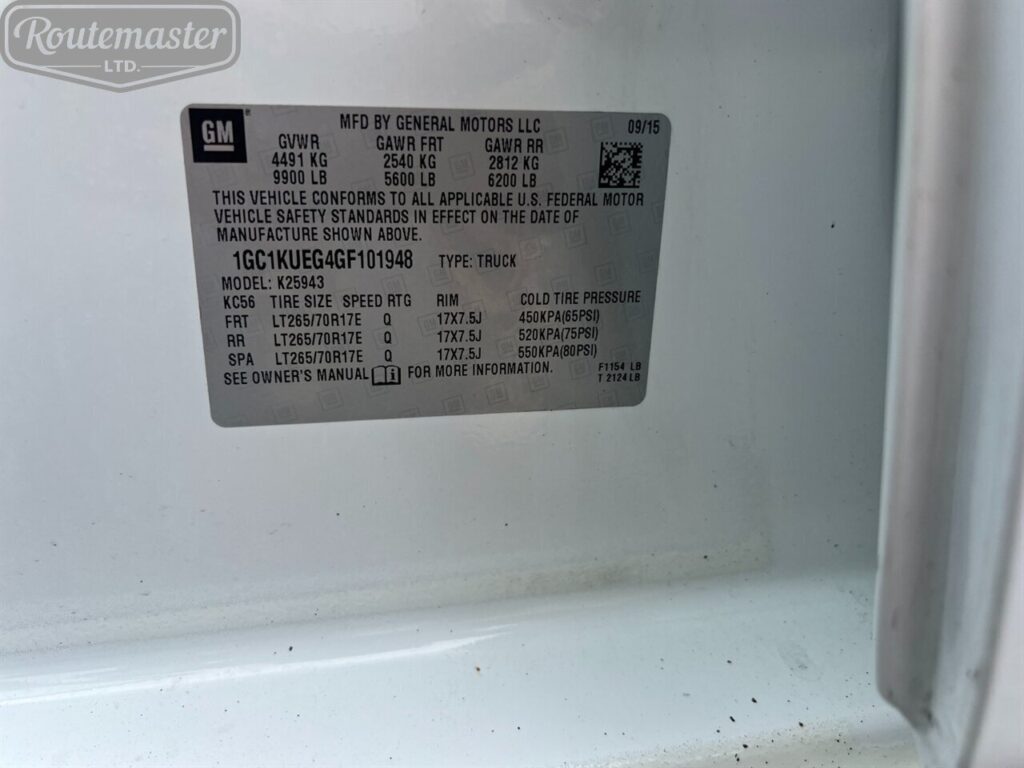 Routemaster
LTD.
GM
MFD BY GENERAL MOTORS LLC 09/15
GVWR GAWR FRT GAWR RR
4491 KG 2540 KG 2812 KG
9900 LB 5600 LB 6200 LB
THIS VEHICLE CONFORMS TO ALL APPLICABLE U.S. FEDERAL MOTOR
VEHICLE SAFETY STANDARDS IN EFFECT ON THE DATE OF
MANUFACTURE SHOWN ABOVE.
1GC1KUEG4GF101948 TYPE: TRUCK
MODEL: K25943
KC56 TIRE SIZE SPEED RTG RIM COLD TIRE PRESSURE
FRT LT265/70R17E Q 17X7.5J 450KPA(65PSI)
RR LT265/70R17E Q 17X7.5J 520KPA(75PSI)
SPA LT265/70R17E Q 17X7.5J 550KPA(80PSI)
SEE OWNER'S MANUAL FOR MORE INFORMATION.
F1154 LB
T 2124 LB